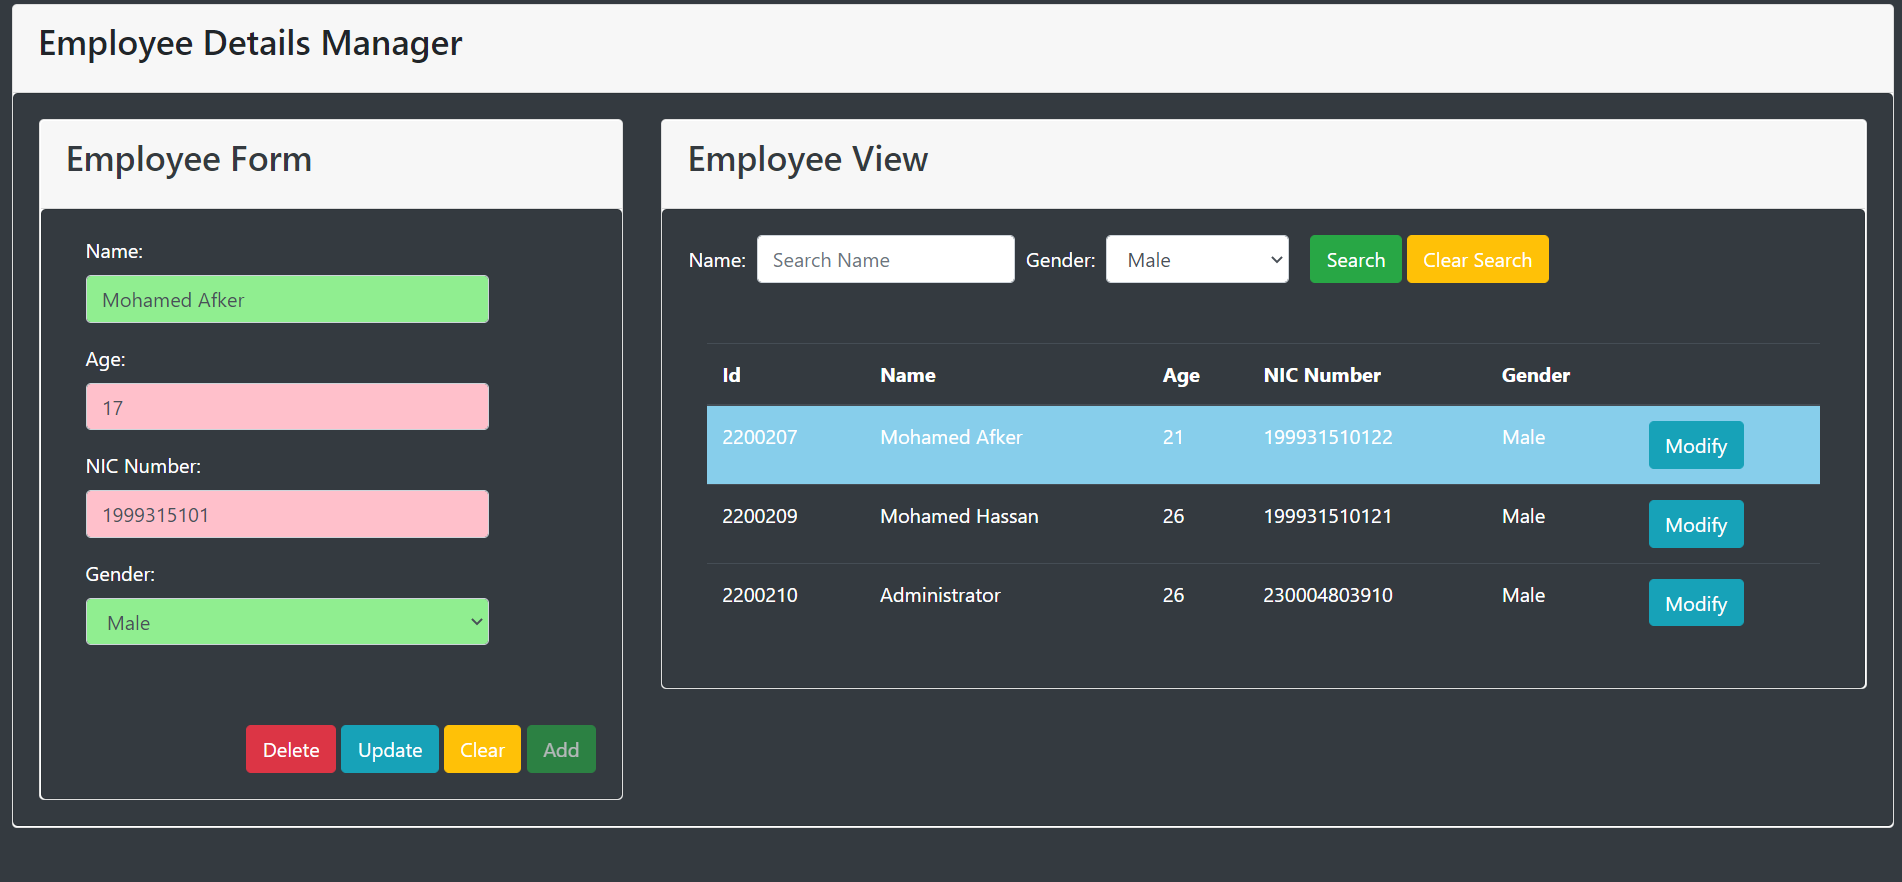 Employee Details Manager
Employee Form
Name:
Mohamed Afker
Age:
17
NIC Number:
1999315101
Gender:
Male
Delete Update Clear Add
Employee View
Name: Search Name Gender: Male Search Clear Search
Id Name Age NIC Number Gender
2200207 Mohamed Afker 21 199931510122 Male Modify
2200209 Mohamed Hassan 26 199931510121 Male Modify
2200210 Administrator 26 230004803910 Male Modify